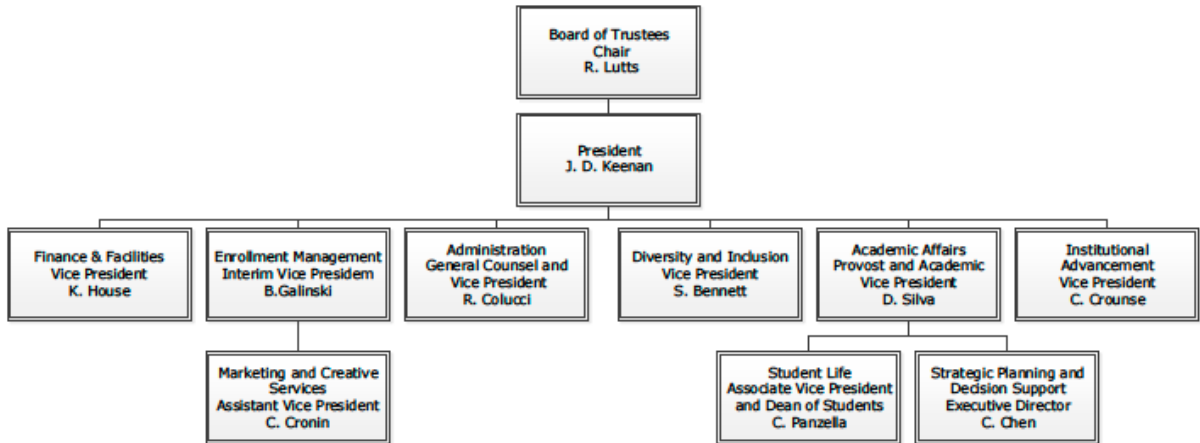 Board of Trustees
Chair
R. Lutts
President
J. D. Keenan
Finance & Facilities
Vice President
K. House
Enrollment Management
Interim Vice Presidem
B.Galinski
Administration
General Counsel and
Vice President
R. Colucci
Diversity and Inclusion
Vice President
S. Bennett
Academic Affairs
Provost and Academic
Vice President
D. Silva
Institutional
Advancement
Vice President
C. Crounse
Marketing and Creative
Services
Assistant Vice President
C. Cronin
Student Life
Associate Vice President
and Dean of Students
C. Panzella
Strategic Planning and
Decision Support
Executive Director
C. Chen